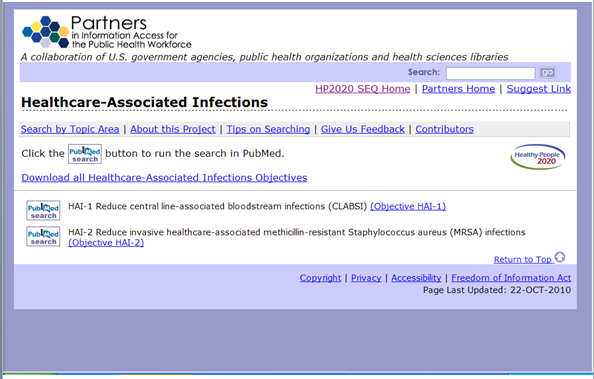 Partners
in Information Access for
the Public Health Workforce
A collaboration of U.S. government agencies, public health organizations and health sciences libraries
Search: go
HP2020 SEQ Home | Partners Home | Suggest Link
Healthcare-Associated Infections
Search by Topic Area | About this Project | Tips on Searching | Give Us Feedback | Contributors
Click the PubMed search button to run the search in PubMed.
Healthy People
2020
Download all Healthcare-Associated Infections Objectives
PubMed
search
HAI-1 Reduce central line-associated bloodstream infections (CLABSI) (Objective HAI-1)
PubMed
search
HAI-2 Reduce invasive healthcare-associated methicillin-resistant Staphylococcus aureus (MRSA) infections
(Objective HAI-2)
Return to Top
Copyright | Privacy | Accessibility | Freedom of Information Act
Page Last Updated: 22-OCT-2010